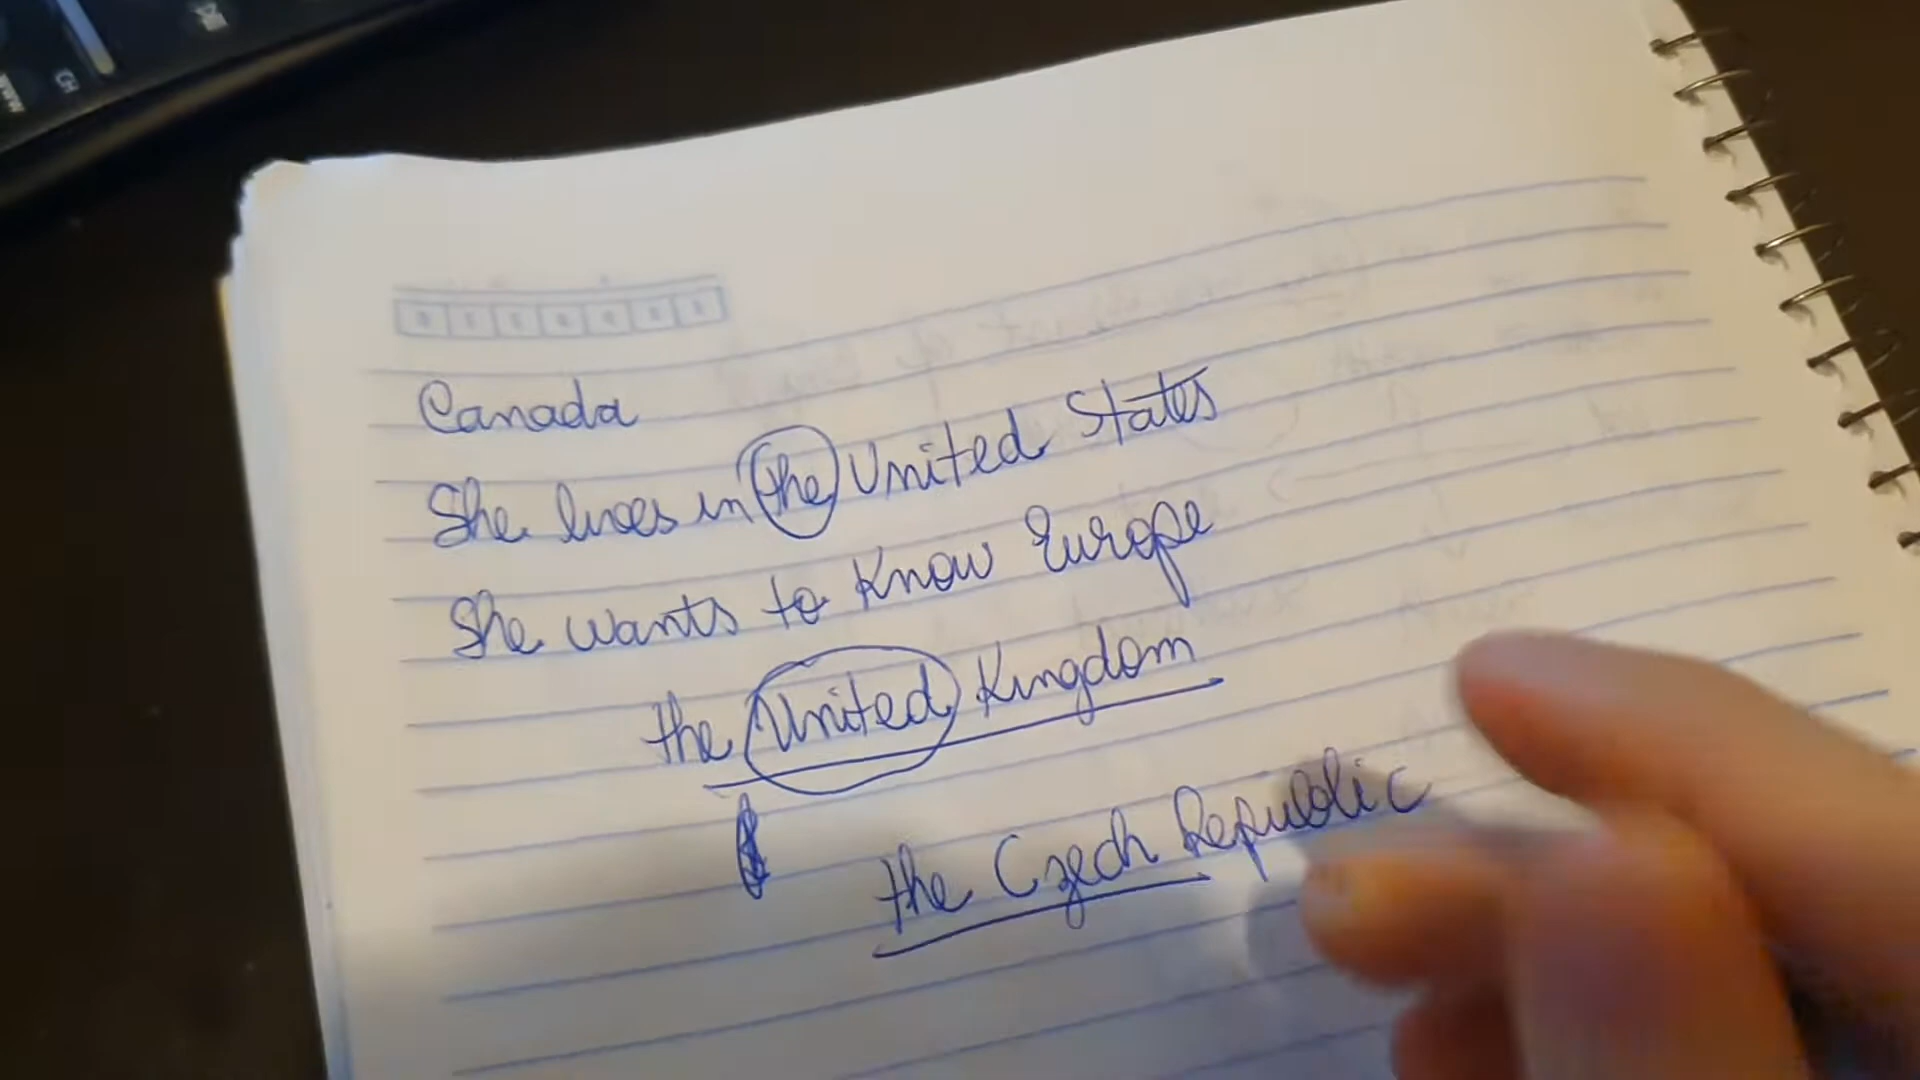 Canada
She lives in the United States
She wants to know Europe
the United Kingdom
the Czech Republic